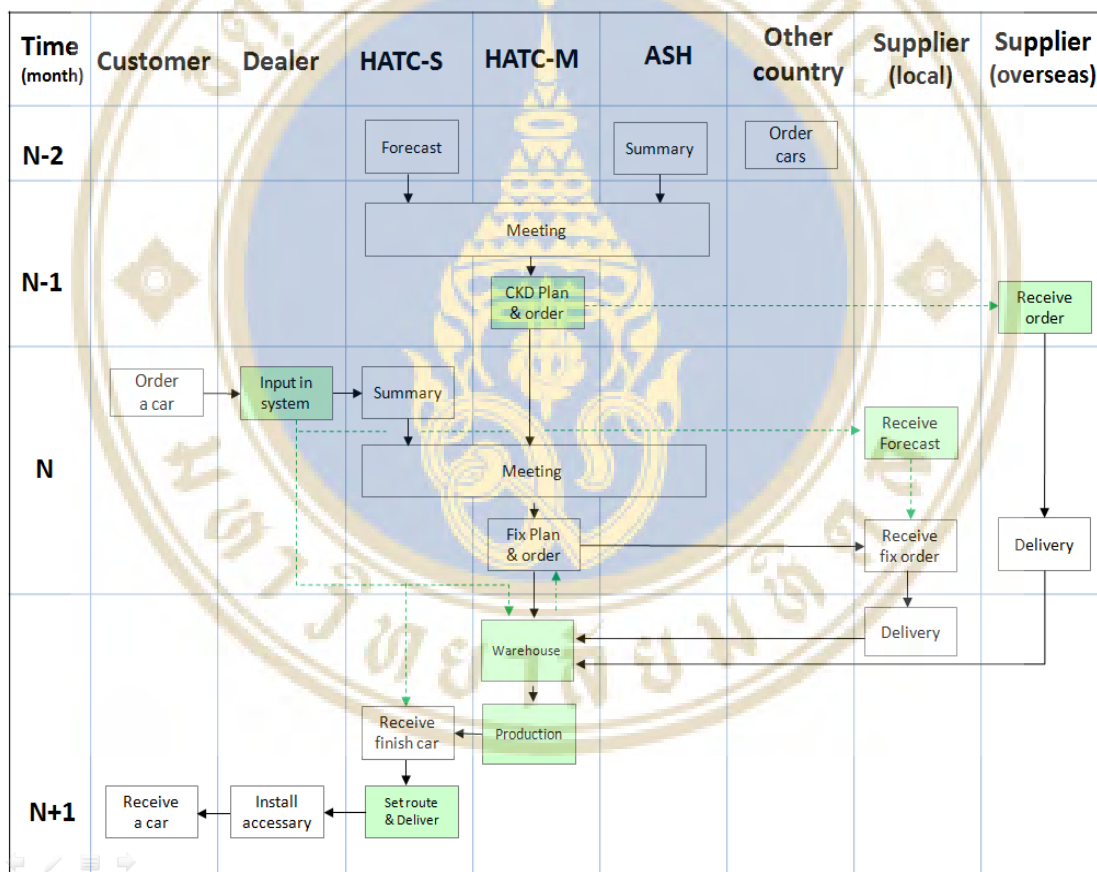 Time
(month)
Customer
Dealer
HATC-S
HATC-M
ASH
Other
country
Supplier
(local)
Supplier
(overseas)
N-2
Forecast
Summary
Order
cars
N-1
Meeting
CKD Plan
& order
Receive
order
N
Order
a car
Input in
system
Summary
Receive
Forecast
Meeting
Fix Plan
& order
Receive
fix order
Delivery
N+1
Warehouse
Delivery
Receive
finish car
Production
Receive
a car
Install
accessary
Set route
& Deliver